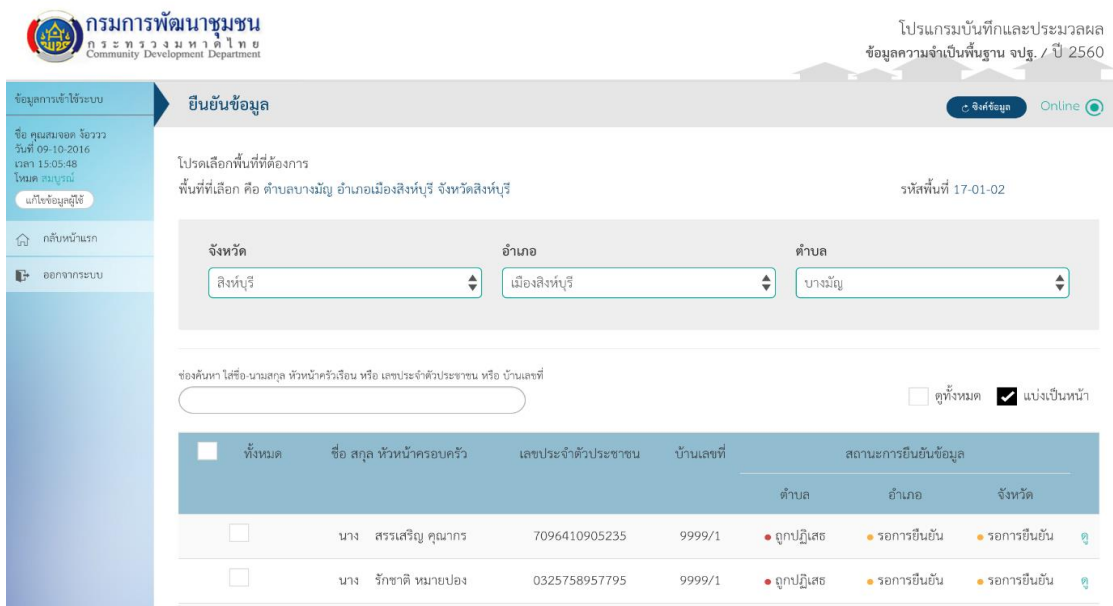 กรมการพัฒนาชุมชน
กระทรวงมหาดไทย
Community Development Department
โปรแกรมบันทึกและประมวลผล
ข้อมูลความจำเป็นพื้นฐาน จปฐ. / ปี 2560
ข้อมูลการเข้าใช้ระบบ
ชื่อ คุณสมจอด ง้อววว
วันที่ 09-10-2016
เวลา 15:05:48
โหมด สมบูรณ์
แก้ไขข้อมูลผู้ใช้
กลับหน้าแรก
ออกจากระบบ
ยืนยันข้อมูล
ซิงค์ข้อมูล
Online
โปรดเลือกพื้นที่ที่ต้องการ
พื้นที่ที่เลือก คือ ตำบลบางมัญ อำเภอเมืองสิงห์บุรี จังหวัดสิงห์บุรี
รหัสพื้นที่ 17-01-02
จังหวัด อำเภอ ตำบล
สิงห์บุรี เมืองสิงห์บุรี บางมัญ
ช่องค้นหา ใส่ชื่อ-นามสกุล หัวหน้าครัวเรือน หรือ เลขประจำตัวประชาชน หรือ บ้านเลขที่
ดูทั้งหมด แบ่งเป็นหน้า
ทั้งหมด ชื่อ สกุล หัวหน้าครอบครัว เลขประจำตัวประชาชน บ้านเลขที่ สถานะการยืนยันข้อมูล
ตำบล อำเภอ จังหวัด
นาง สรรเสริญ คุณากร 7096410905235 9999/1 ถูกปฏิเสธ รอการยืนยัน รอการยืนยัน ดู
นาง รักชาติ หมายปอง 0325758957795 9999/1 ถูกปฏิเสธ รอการยืนยัน รอการยืนยัน ดู